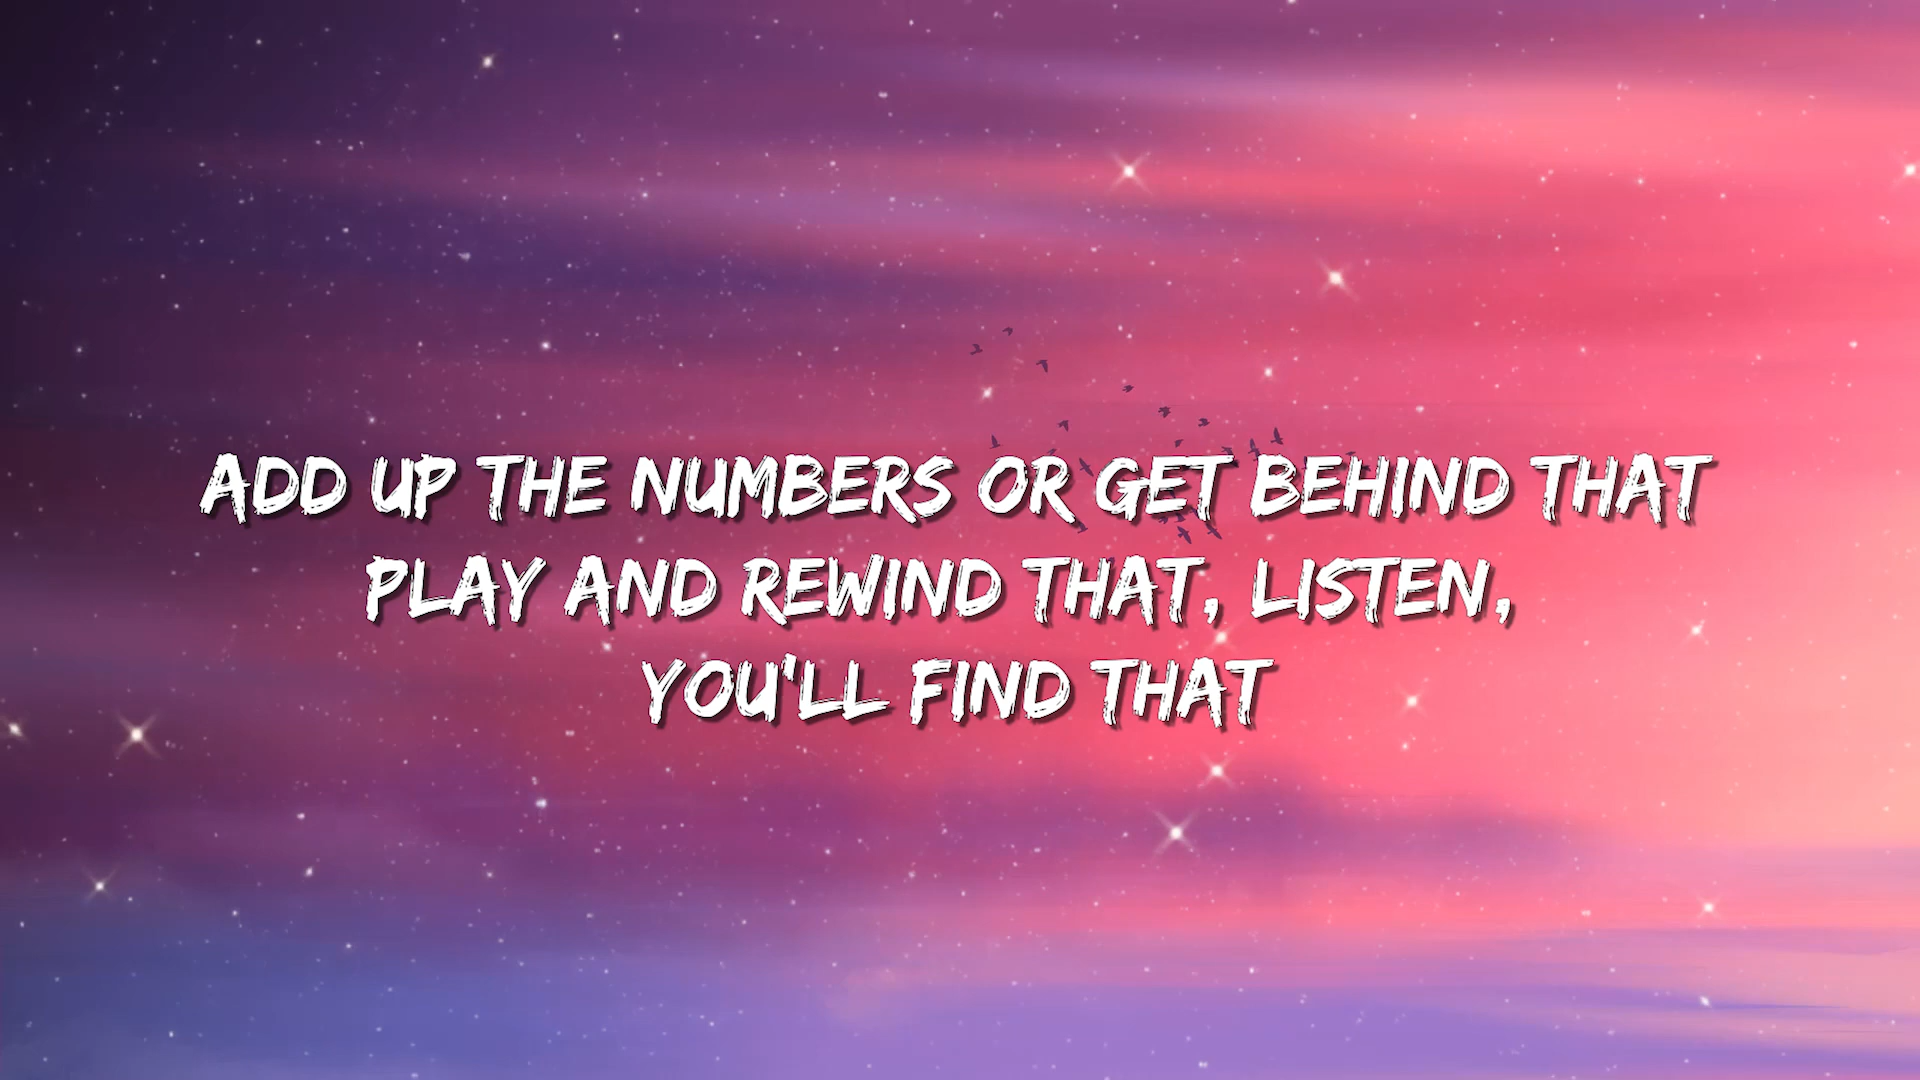 ADD UP THE NUMBERS OR GET BEHIND THAT
PLAY AND REWIND THAT, LISTEN,
YOU'LL FIND THAT